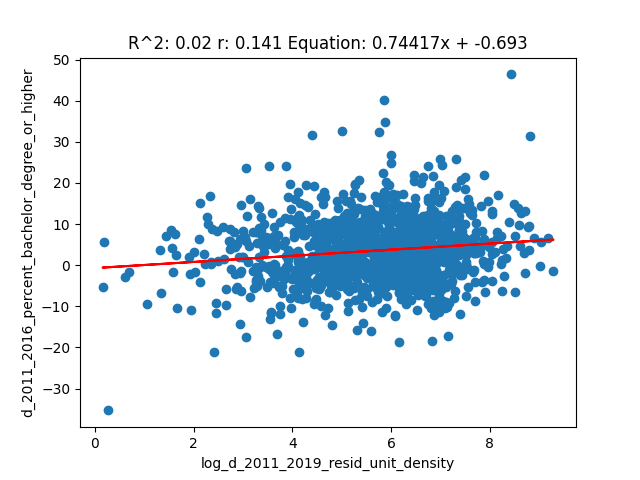 R^2: 0.02 r: 0.141 Equation: 0.74417x + -0.693
d_2011_2016_percent_bachelor_degree_or_higher
50
40
30
20
10
0
−10
−20
−30
0 2 4 6 8
log_d_2011_2019_resid_unit_density